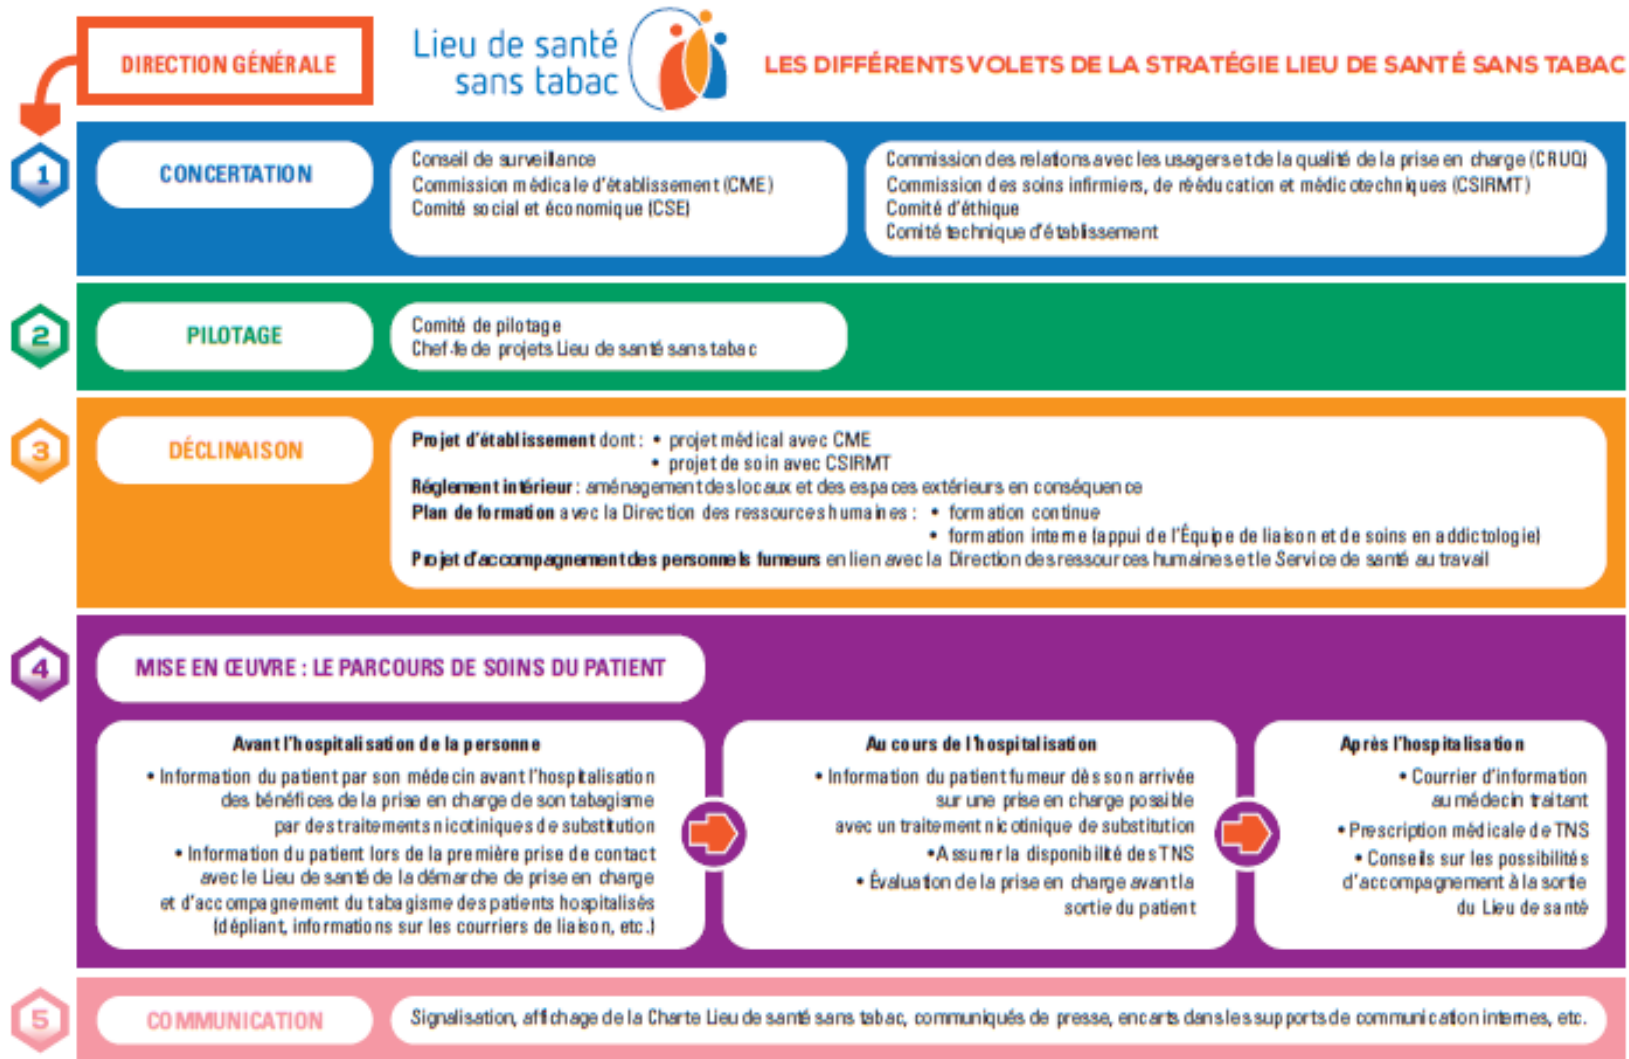 DIRECTION GÉNÉRALE
Lieu de santé
sans tabac
LES DIFFÉRENTS VOLETS DE LA STRATÉGIE LIEU DE SANTÉ SANS TABAC
1
CONCERTATION
Conseil de surveillance
Commission médicale d'établissement (CME)
Comité social et économique (CSE)
Commission des relations avec les usagers et de la qualité de la prise en charge (CRUQ)
Commission des soins infirmiers, de rééducation et médicotechniques (CSIRMT)
Comité d'éthique
Comité technique d'établissement
2
PILOTAGE
Comité de pilotage
Chef·fe de projets Lieu de santé sans tabac
3
DÉCLINAISON
Projet d'établissement dont : • projet médical avec CME
• projet de soin avec CSIRMT
Réglement intérieur : aménagement des locaux et des espaces extérieurs en conséquence
Plan de formation avec la Direction des ressources humaines : • formation continue
• formation interne (appui de l'Équipe de liaison et de soins en addictologie)
Projet d'accompagnement des personnels fumeurs en lien avec la Direction des ressources humaines et le Service de santé au travail
4
MISE EN ŒUVRE : LE PARCOURS DE SOINS DU PATIENT
Avant l'hospitalisation de la personne
• Information du patient par son médecin avant l'hospitalisation
des bénéfices de la prise en charge de son tabagisme
par des traitements nicotiniques de substitution
• Information du patient lors de la première prise de contact
avec le Lieu de santé de la démarche de prise en charge
et d'accompagnement du tabagisme des patients hospitalisés
(dépliant, informations sur les courriers de liaison, etc.)
Au cours de l'hospitalisation
• Information du patient fumeur dès son arrivée
sur une prise en charge possible
avec un traitement nicotinique de substitution
• Assurer la disponibilité des TNS
• Évaluation de la prise en charge avant la
sortie du patient
Après l'hospitalisation
• Courrier d'information
au médecin traitant
• Prescription médicale de TNS
• Conseils sur les possibilités
d'accompagnement à la sortie
du Lieu de santé
5
COMMUNICATION
Signalisation, affichage de la Charte Lieu de santé sans tabac, communiqués de presse, encarts dans les supports de communication internes, etc.